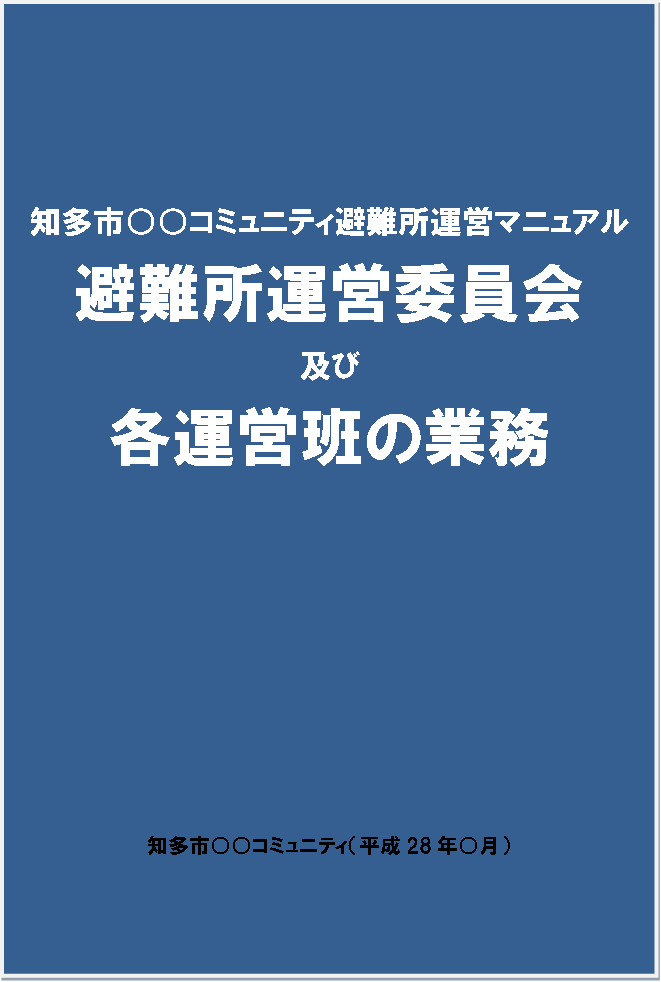 知多市〇〇コミュニティ避難所運営マニュアル
避難所運営委員会
及び
各運営班の業務
知多市〇〇コミュニティ（平成28年〇月）